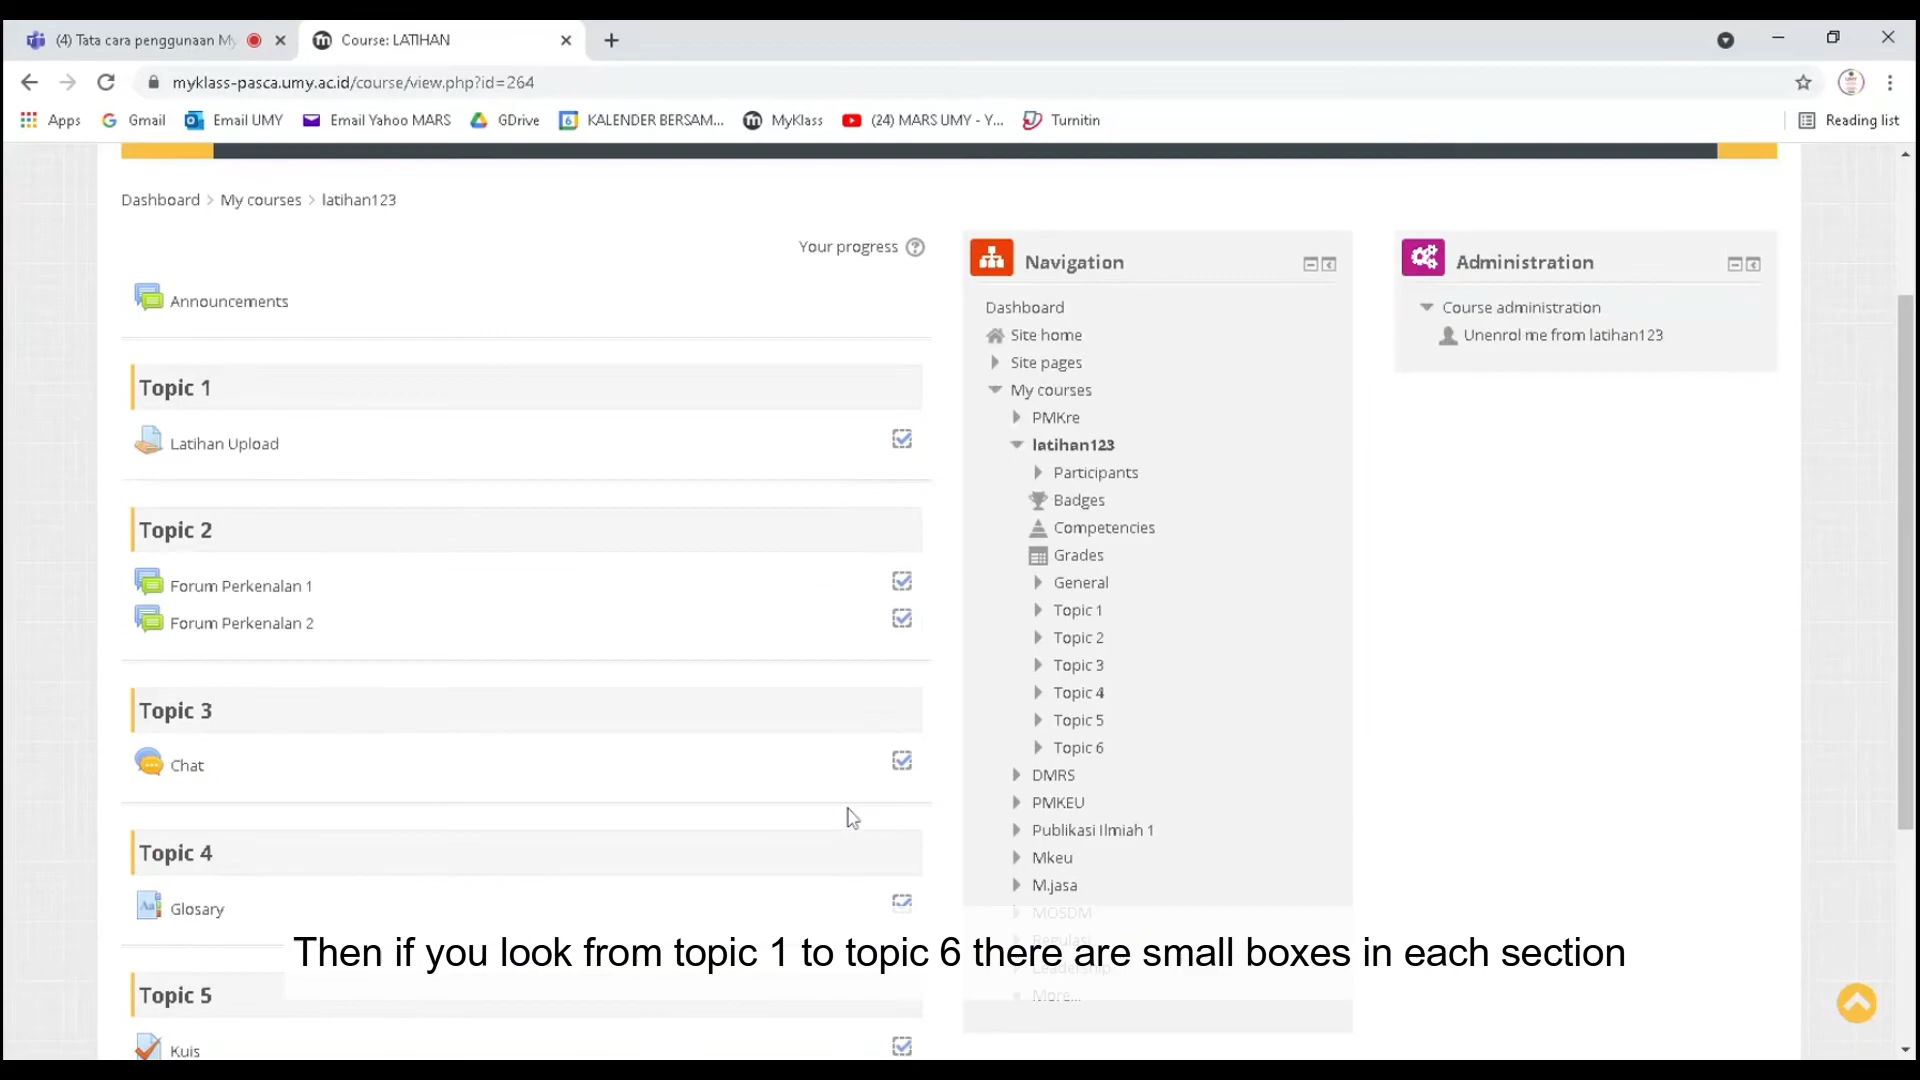 (4) Tata cara penggunaan My
Course: LATIHAN
myklass-pasca.umy.ac.id/course/view.php?id=264
Apps
Gmail
Email UMY
Email Yahoo MARS
GDrive
KALENDER BERSAM...
MyKlass
(24) MARS UMY - Y...
Turnitin
Reading list
Dashboard > My courses > latihan123
Your progress
Announcements
Topic 1
Latihan Upload
Topic 2
Forum Perkenalan 1
Forum Perkenalan 2
Topic 3
Chat
Topic 4
Glosary
Topic 5
Kuis
Navigation
Dashboard
Site home
Site pages
My courses
PMKre
latihan123
Participants
Badges
Competencies
Grades
General
Topic 1
Topic 2
Topic 3
Topic 4
Topic 5
Topic 6
DMRS
PMKEU
Publikasi Ilmiah 1
Mkeu
M.jasa
MOSDM
Regulasi
Leadership
More...
Administration
Course administration
Unenrol me from latihan123
Then if you look from topic 1 to topic 6 there are small boxes in each section